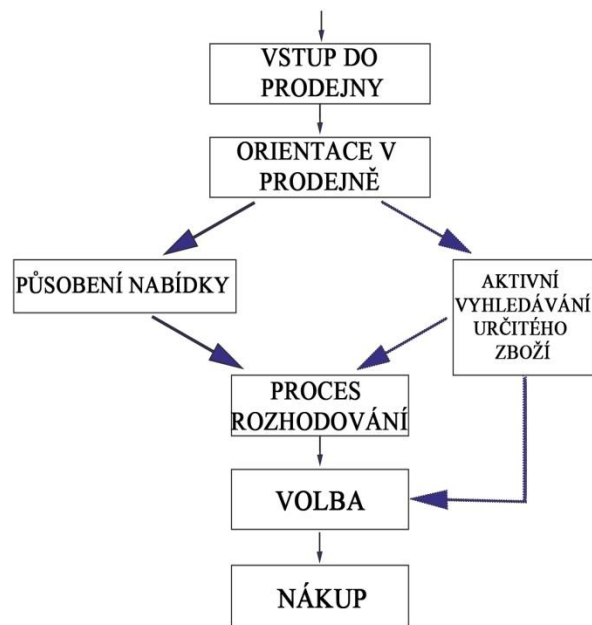 VSTUP DO
PRODEJNY
ORIENTACE V
PRODEJNĚ
PŮSOBENÍ NABÍDKY
AKTIVNÍ
VYHLEDÁVÁNÍ
URČITÉHO
ZBOŽÍ
PROCES
ROZHODOVÁNÍ
VOLBA
NÁKUP